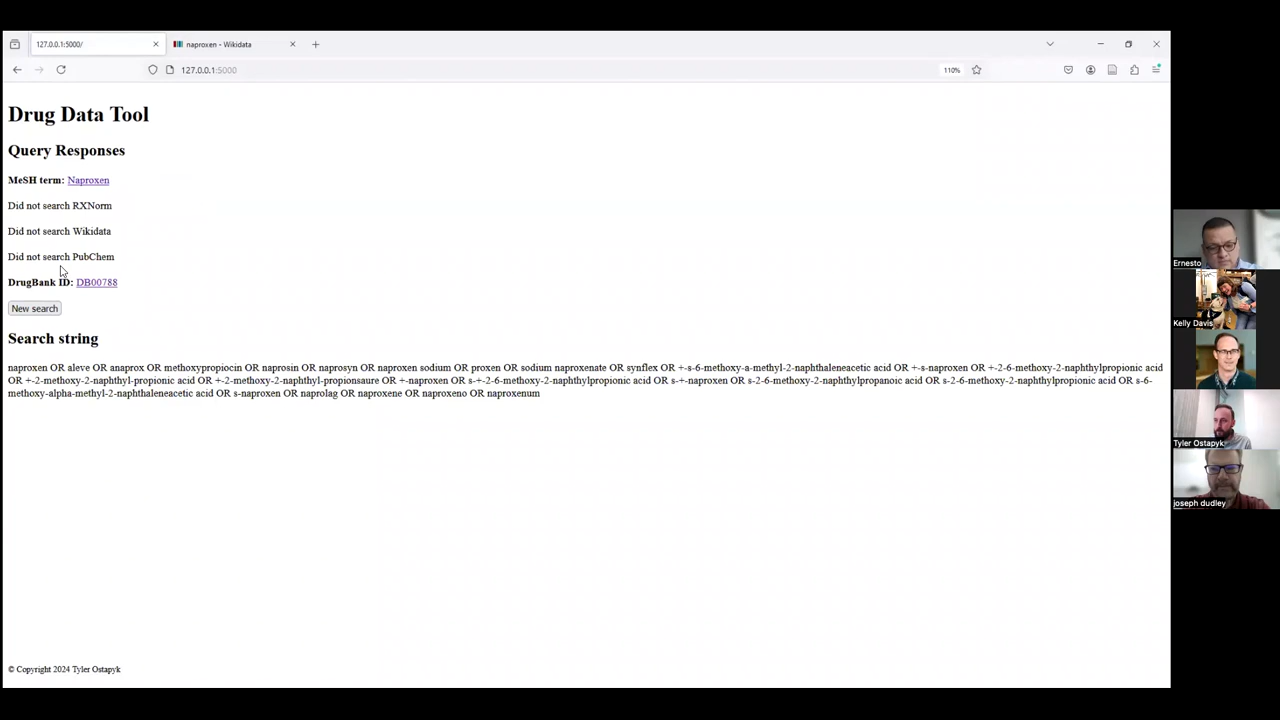 127.0.0.1:5000/
naproxen - Wikidata
127.0.0.1:5000
110%
Drug Data Tool
Query Responses
MeSH term: Naproxen
Did not search RXNorm
Did not search Wikidata
Did not search PubChem
DrugBank ID: DB00788
New search
Search string
naproxen OR aleve OR anaprox OR methoxypropiocin OR naprosin OR naprosyn OR naproxen sodium OR proxen OR sodium naproxenate OR synflex OR +-s-6-methoxy-a-methyl-2-naphthaleneacetic acid OR +-s-naproxen OR +-2-6-methoxy-2-naphthylpropionic acid
OR +-2-methoxy-2-naphthyl-propionic acid OR +-2-methoxy-2-naphthyl-propionsaure OR +-naproxen OR s-+-2-6-methoxy-2-naphthylpropionic acid OR s-+-naproxen OR s-2-6-methoxy-2-naphthylpropanoic acid OR s-2-6-methoxy-2-naphthylpropionic acid OR s-6-
methoxy-alpha-methyl-2-naphthaleneacetic acid OR s-naproxen OR naprolag OR naproxene OR naproxeno OR naproxenum
© Copyright 2024 Tyler Ostapyk
Ernesto
Kelly Davis
Tyler Ostapyk
joseph dudley